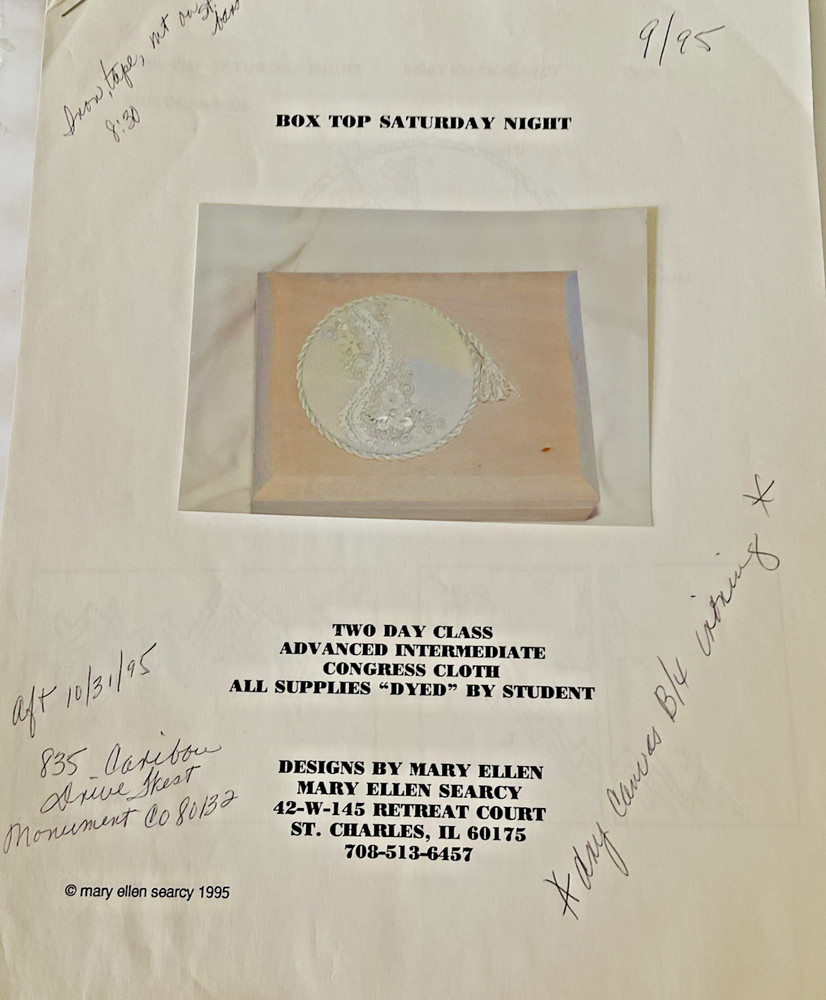 Iron, tape, mt
8:30
9/95
BOX TOP SATURDAY NIGHT
TWO DAY CLASS
ADVANCED INTERMEDIATE
CONGRESS CLOTH
ALL SUPPLIES “DYED” BY STUDENT
aft 10/31/95
835 Caribou
Drive West
Monument CO 80132
DESIGNS BY MARY ELLEN
MARY ELLEN SEARCY
42-W-145 RETREAT COURT
ST. CHARLES, IL 60175
708-513-6457
* dry Canvas B/4 ironing *
© mary ellen searcy 1995